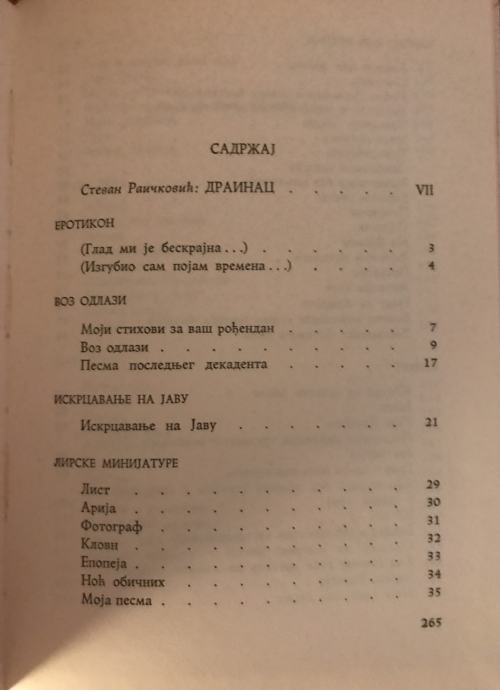 САДРЖАЈ
Стеван Раичковић: ДРАИНАЦ . . . . . VII
ЕРОТИКОН
(Глад ми је бескрајна...) . . . . . . 3
(Изгубио сам појам времена...) . . . . 4
ВОЗ ОДЛАЗИ
Моји стихови за ваш рођендан . . . . . 7
Воз одлази . . . . . . . . . . 9
Песма последњег декадента . . . . . 17
ИСКРЦАВАЊЕ НА ЈАВУ
Искрцавање на Јаву . . . . . . 21
ЛИРСКЕ МИНИЈАТУРЕ
Лист . . . . . . . . . . 29
Арија . . . . . . . . . . 30
Фотограф . . . . . . . . . 31
Кловн . . . . . . . . . . 32
Епопеја . . . . . . . . . . 33
Ноћ обичних . . . . . . . . 34
Моја песма . . . . . . . . . 35
265